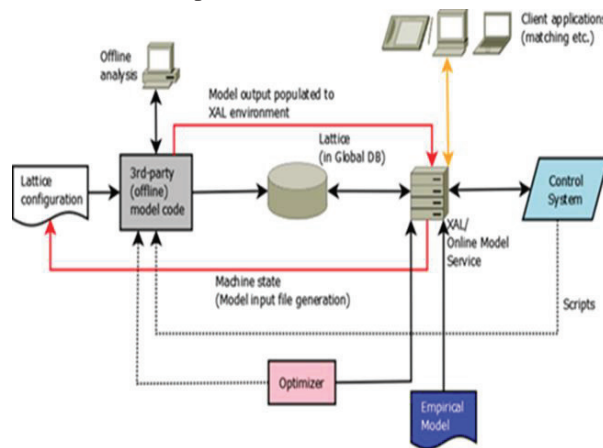 Client applications
(matching etc.)
Offline
analysis
Model output populated to
XAL environment
Lattice
(in Global DB)
Lattice
configuration
3rd-party
(offline)
model code
Control
System
XAL/
Online Model
Service
Machine state
(Model input file generation)
Scripts
Optimizer
Empirical
Model